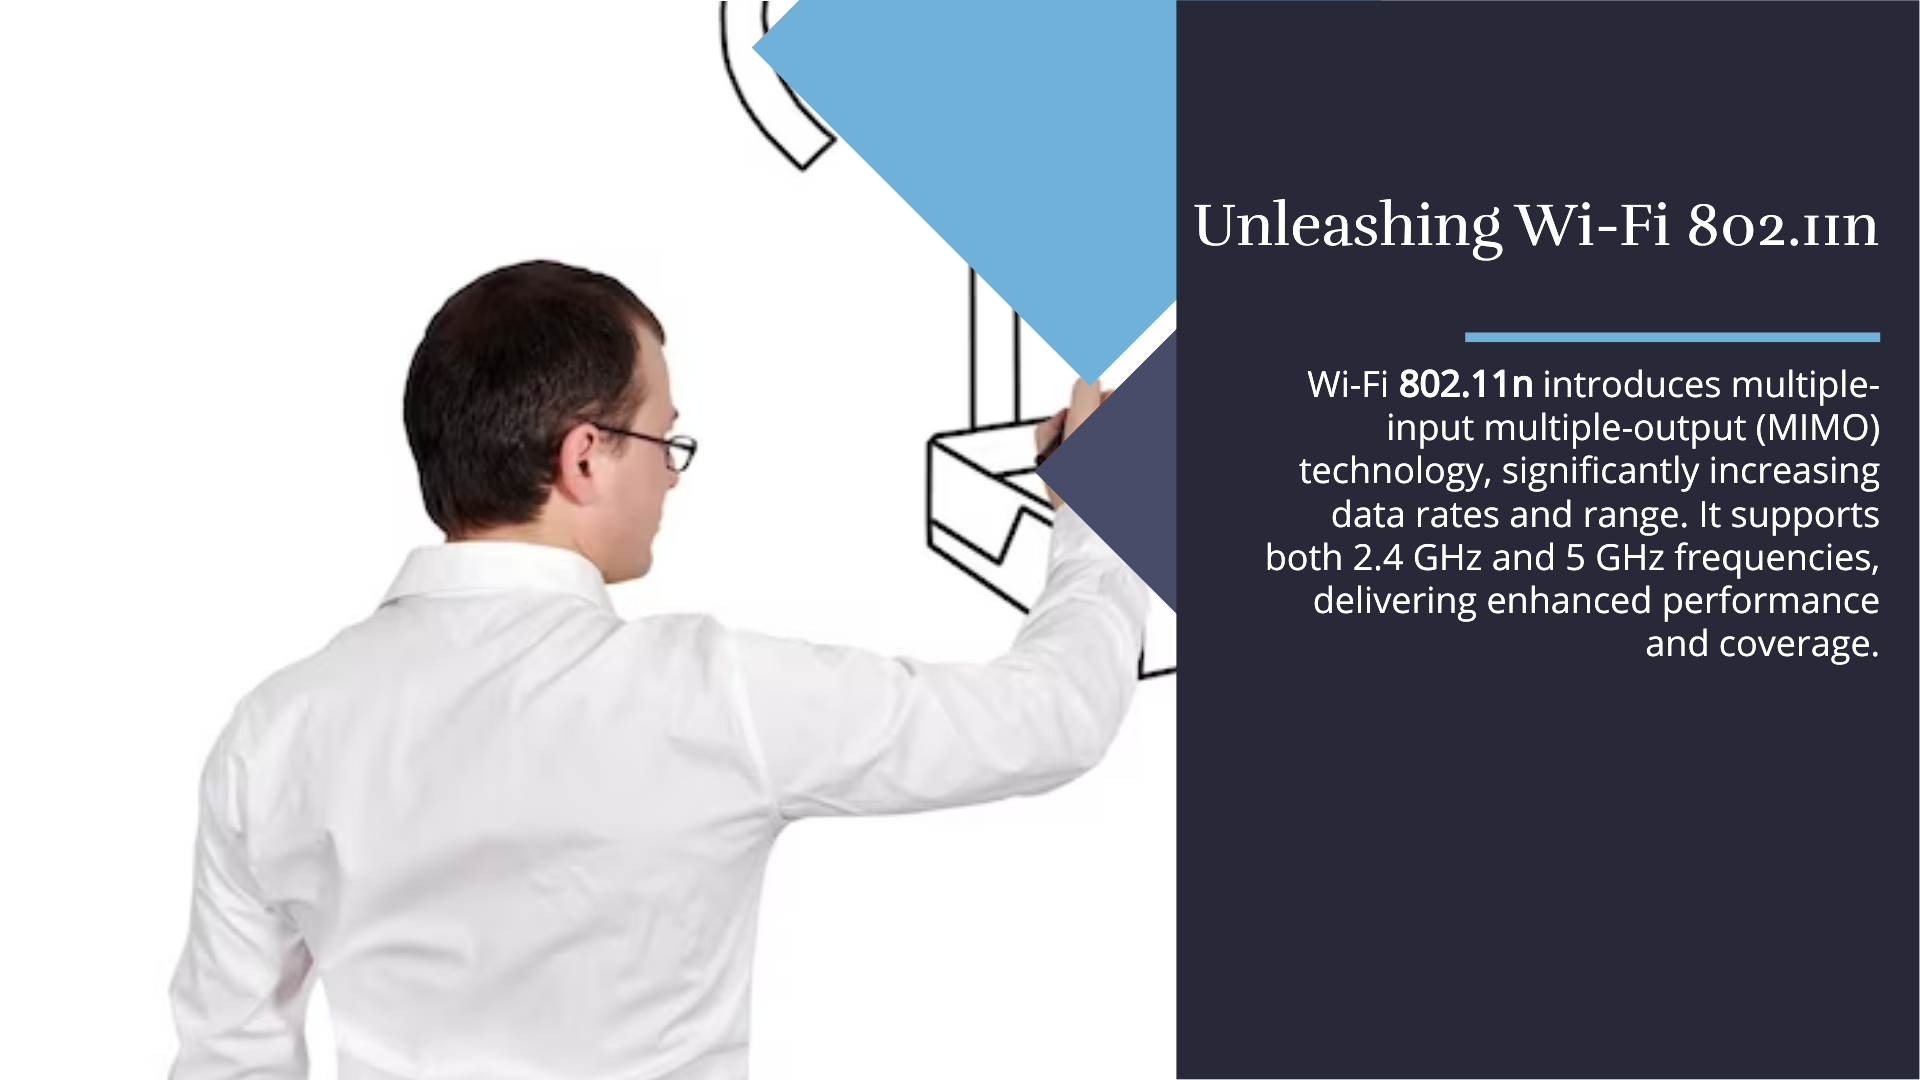 Unleashing Wi-Fi 802.11n
Wi-Fi 802.11n introduces multiple-
input multiple-output (MIMO)
technology, significantly increasing
data rates and range. It supports
both 2.4 GHz and 5 GHz frequencies,
delivering enhanced performance
and coverage.